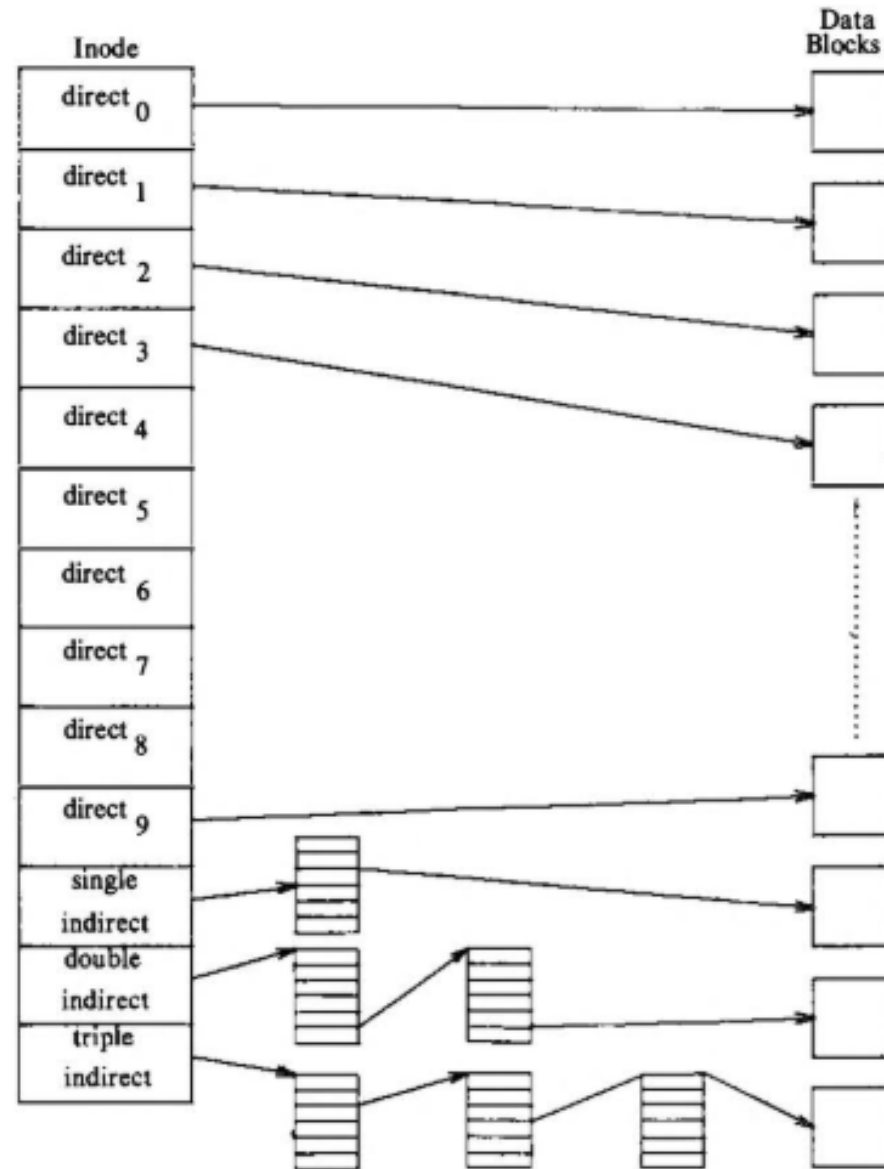 Inode
Data
Blocks
direct 0
direct 1
direct 2
direct 3
direct 4
direct 5
direct 6
direct 7
direct 8
direct 9
single
indirect
double
indirect
triple
indirect